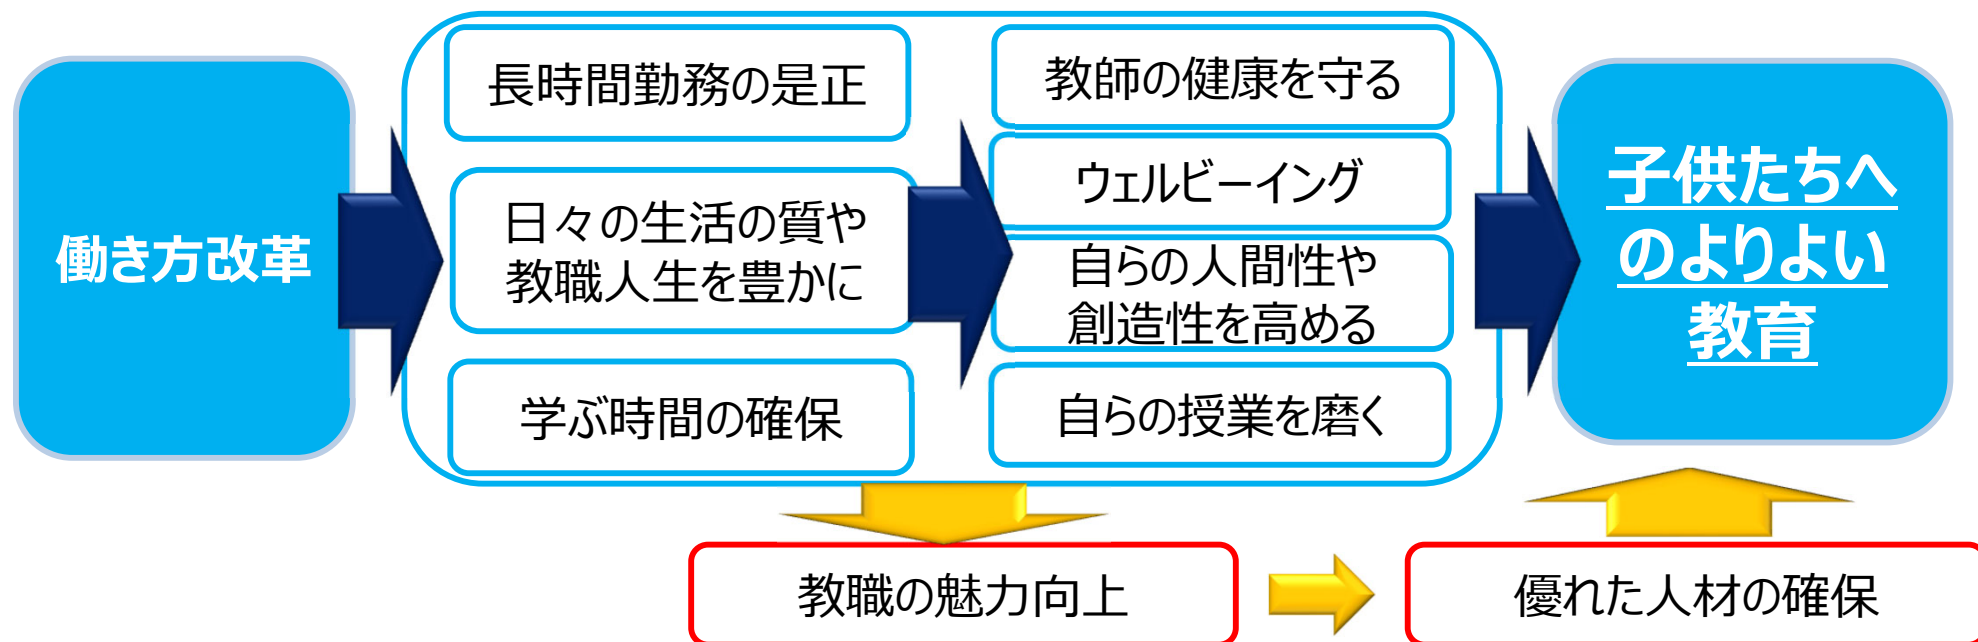 働き方改革
長時間勤務の是正
日々の生活の質や
教職人生を豊かに
学ぶ時間の確保
教師の健康を守る
ウェルビーイング
自らの人間性や
創造性を高める
自らの授業を磨く
子供たちへ
のよりよい
教育
教職の魅力向上
優れた人材の確保